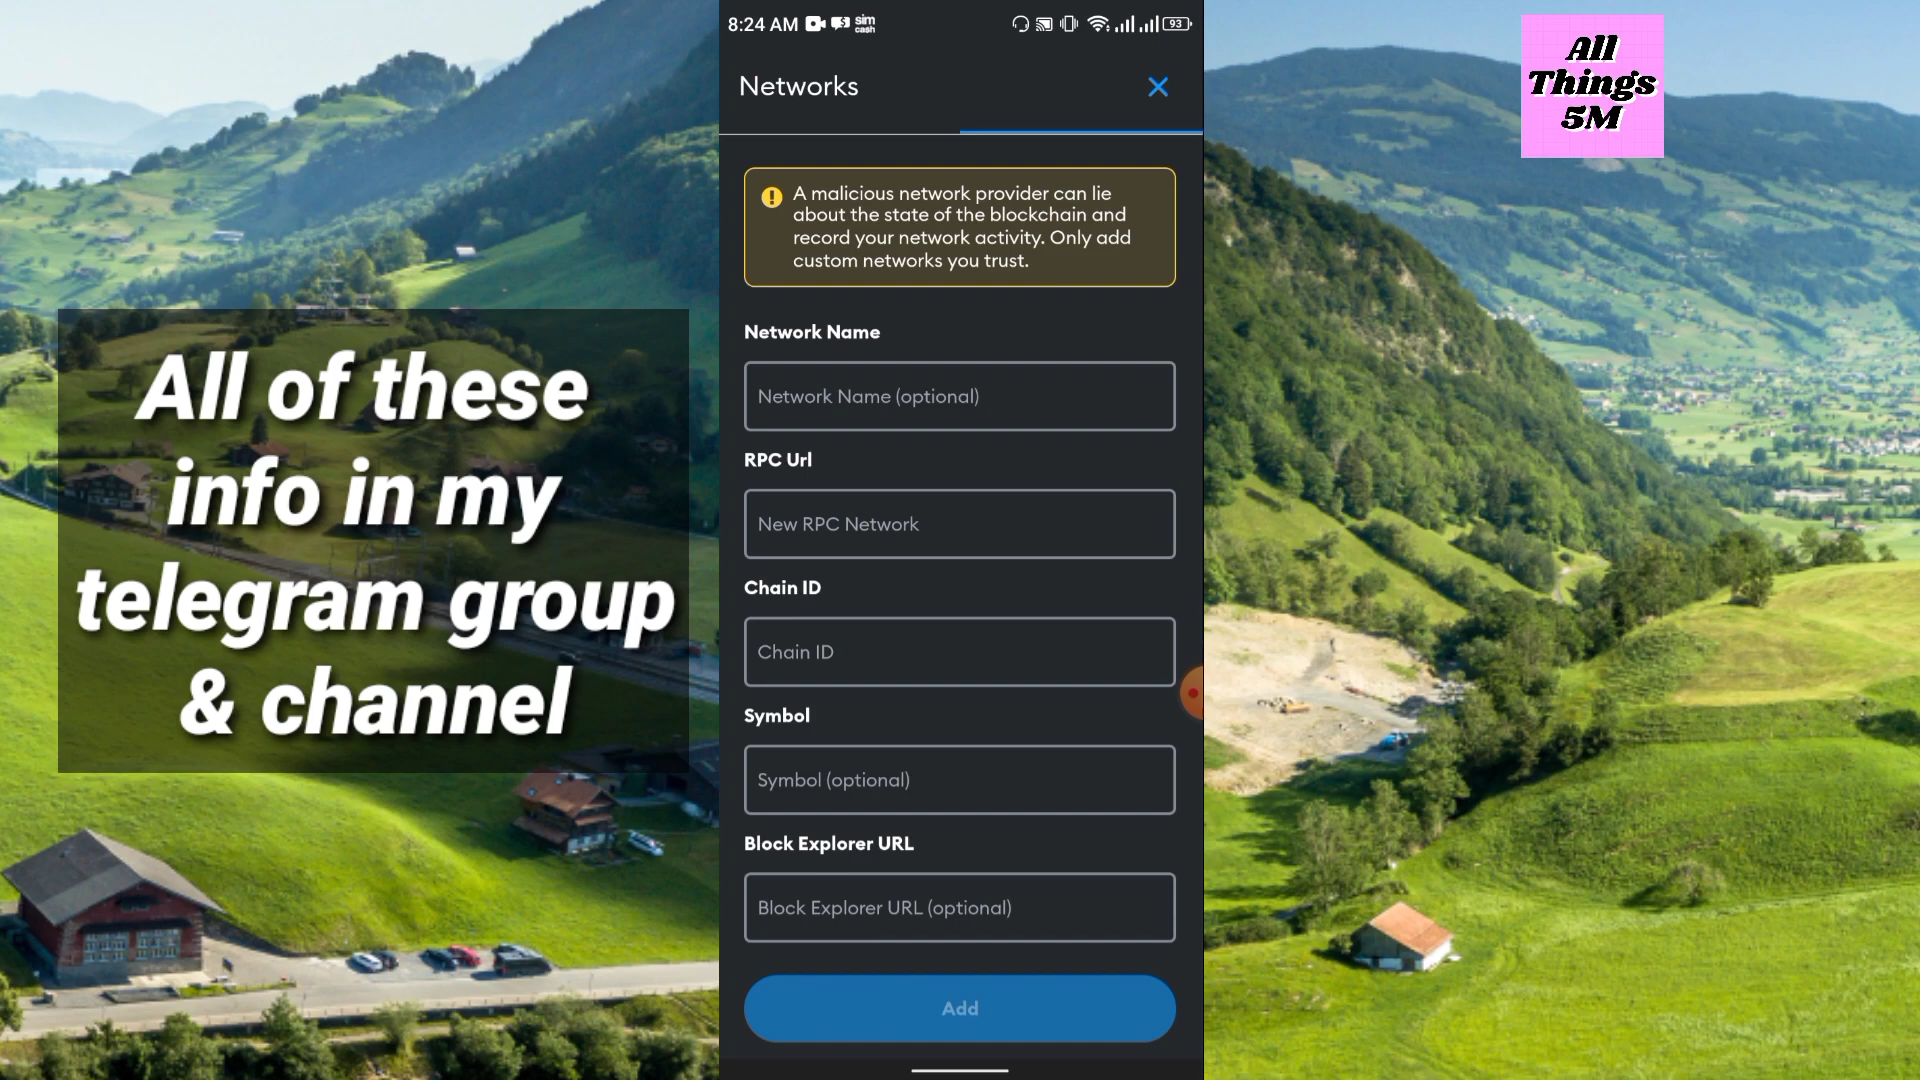 8:24 AM
sim
cash
93
Networks
All
Things
5M
A malicious network provider can lie
about the state of the blockchain and
record your network activity. Only add
custom networks you trust.
All of these
info in my
telegram group
& channel
Network Name
Network Name (optional)
RPC Url
New RPC Network
Chain ID
Chain ID
Symbol
Symbol (optional)
Block Explorer URL
Block Explorer URL (optional)
Add